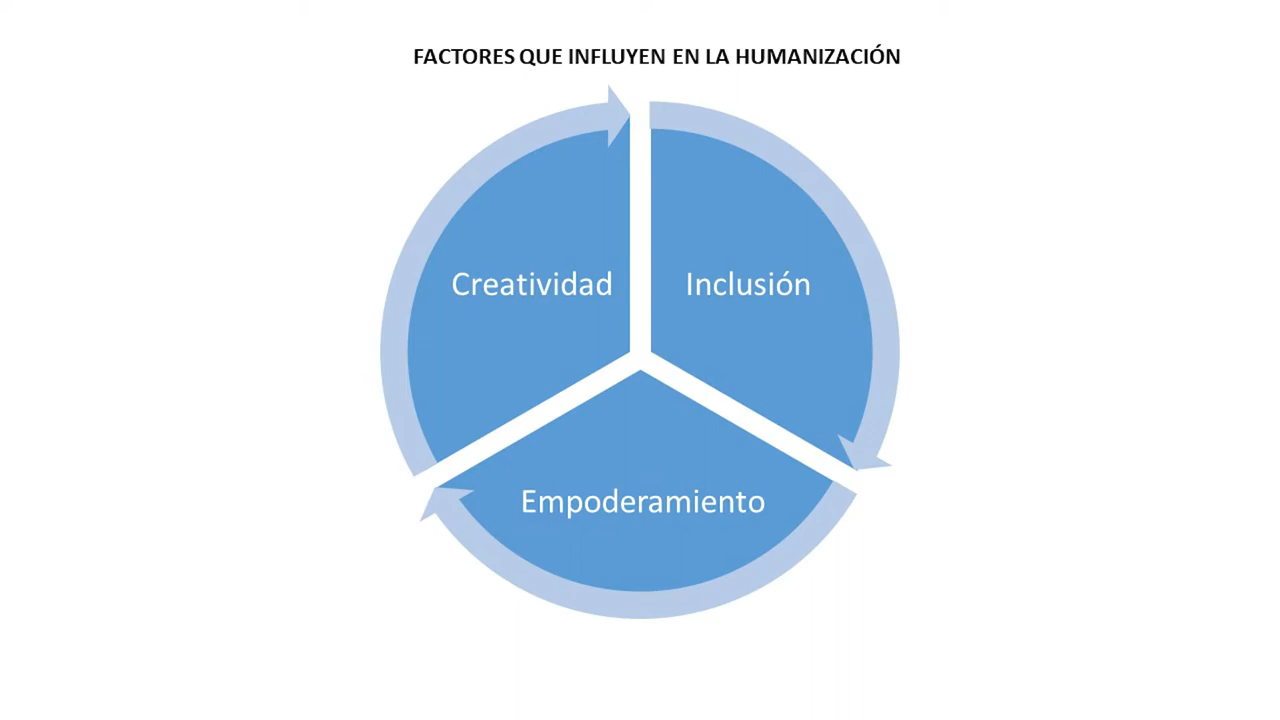 FACTORES QUE INFLUYEN EN LA HUMANIZACIÓN
Creatividad
Inclusión
Empoderamiento